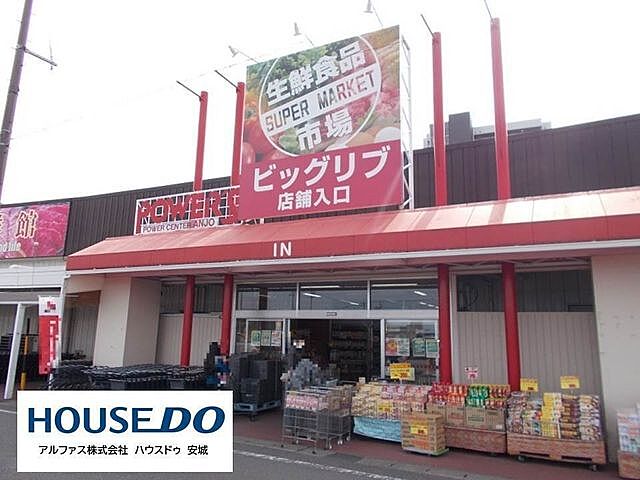 生鮮食品
SUPER MARKET
市場
ビッグリブ
店舗入口
POWER
POWER CENTER ANJO
館
IN
HOUSEDO
アルファス株式会社 ハウスドゥ 安城